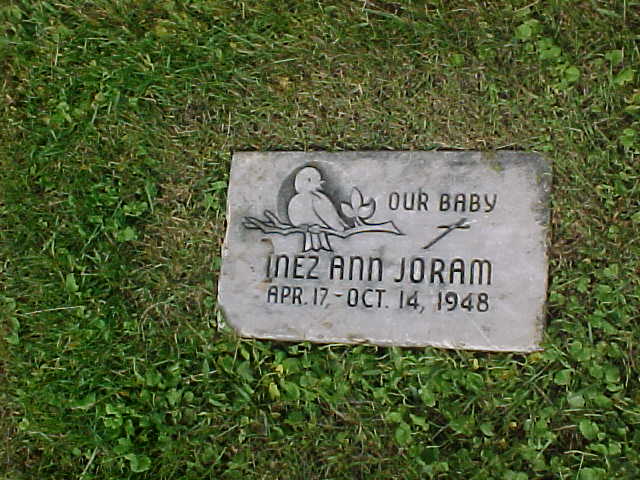 OUR BABY
INEZ ANN JORAM
APR. 17 - OCT. 14, 1948